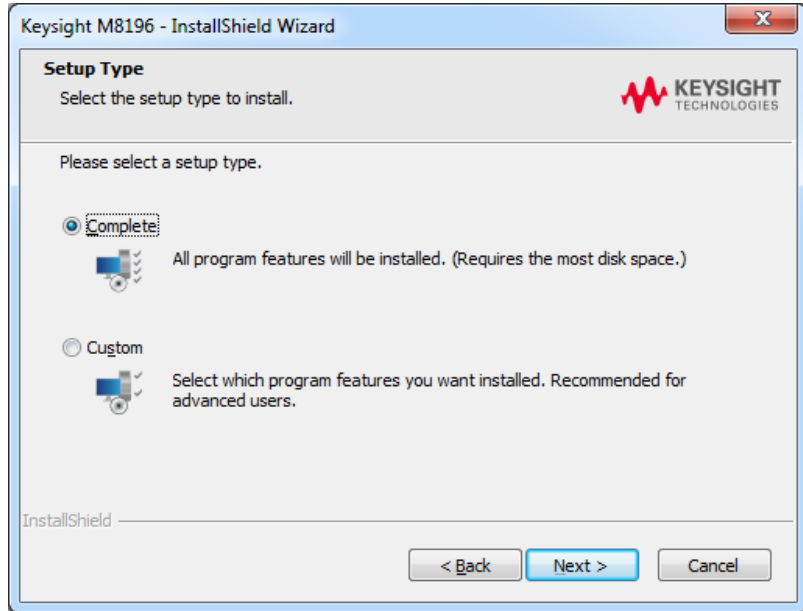 Keysight M8196 - InstallShield Wizard
Setup Type
Select the setup type to install.
KEYSIGHT
TECHNOLOGIES
Please select a setup type.
Complete
All program features will be installed. (Requires the most disk space.)
Custom
Select which program features you want installed. Recommended for
advanced users.
InstallShield
< Back
Next >
Cancel